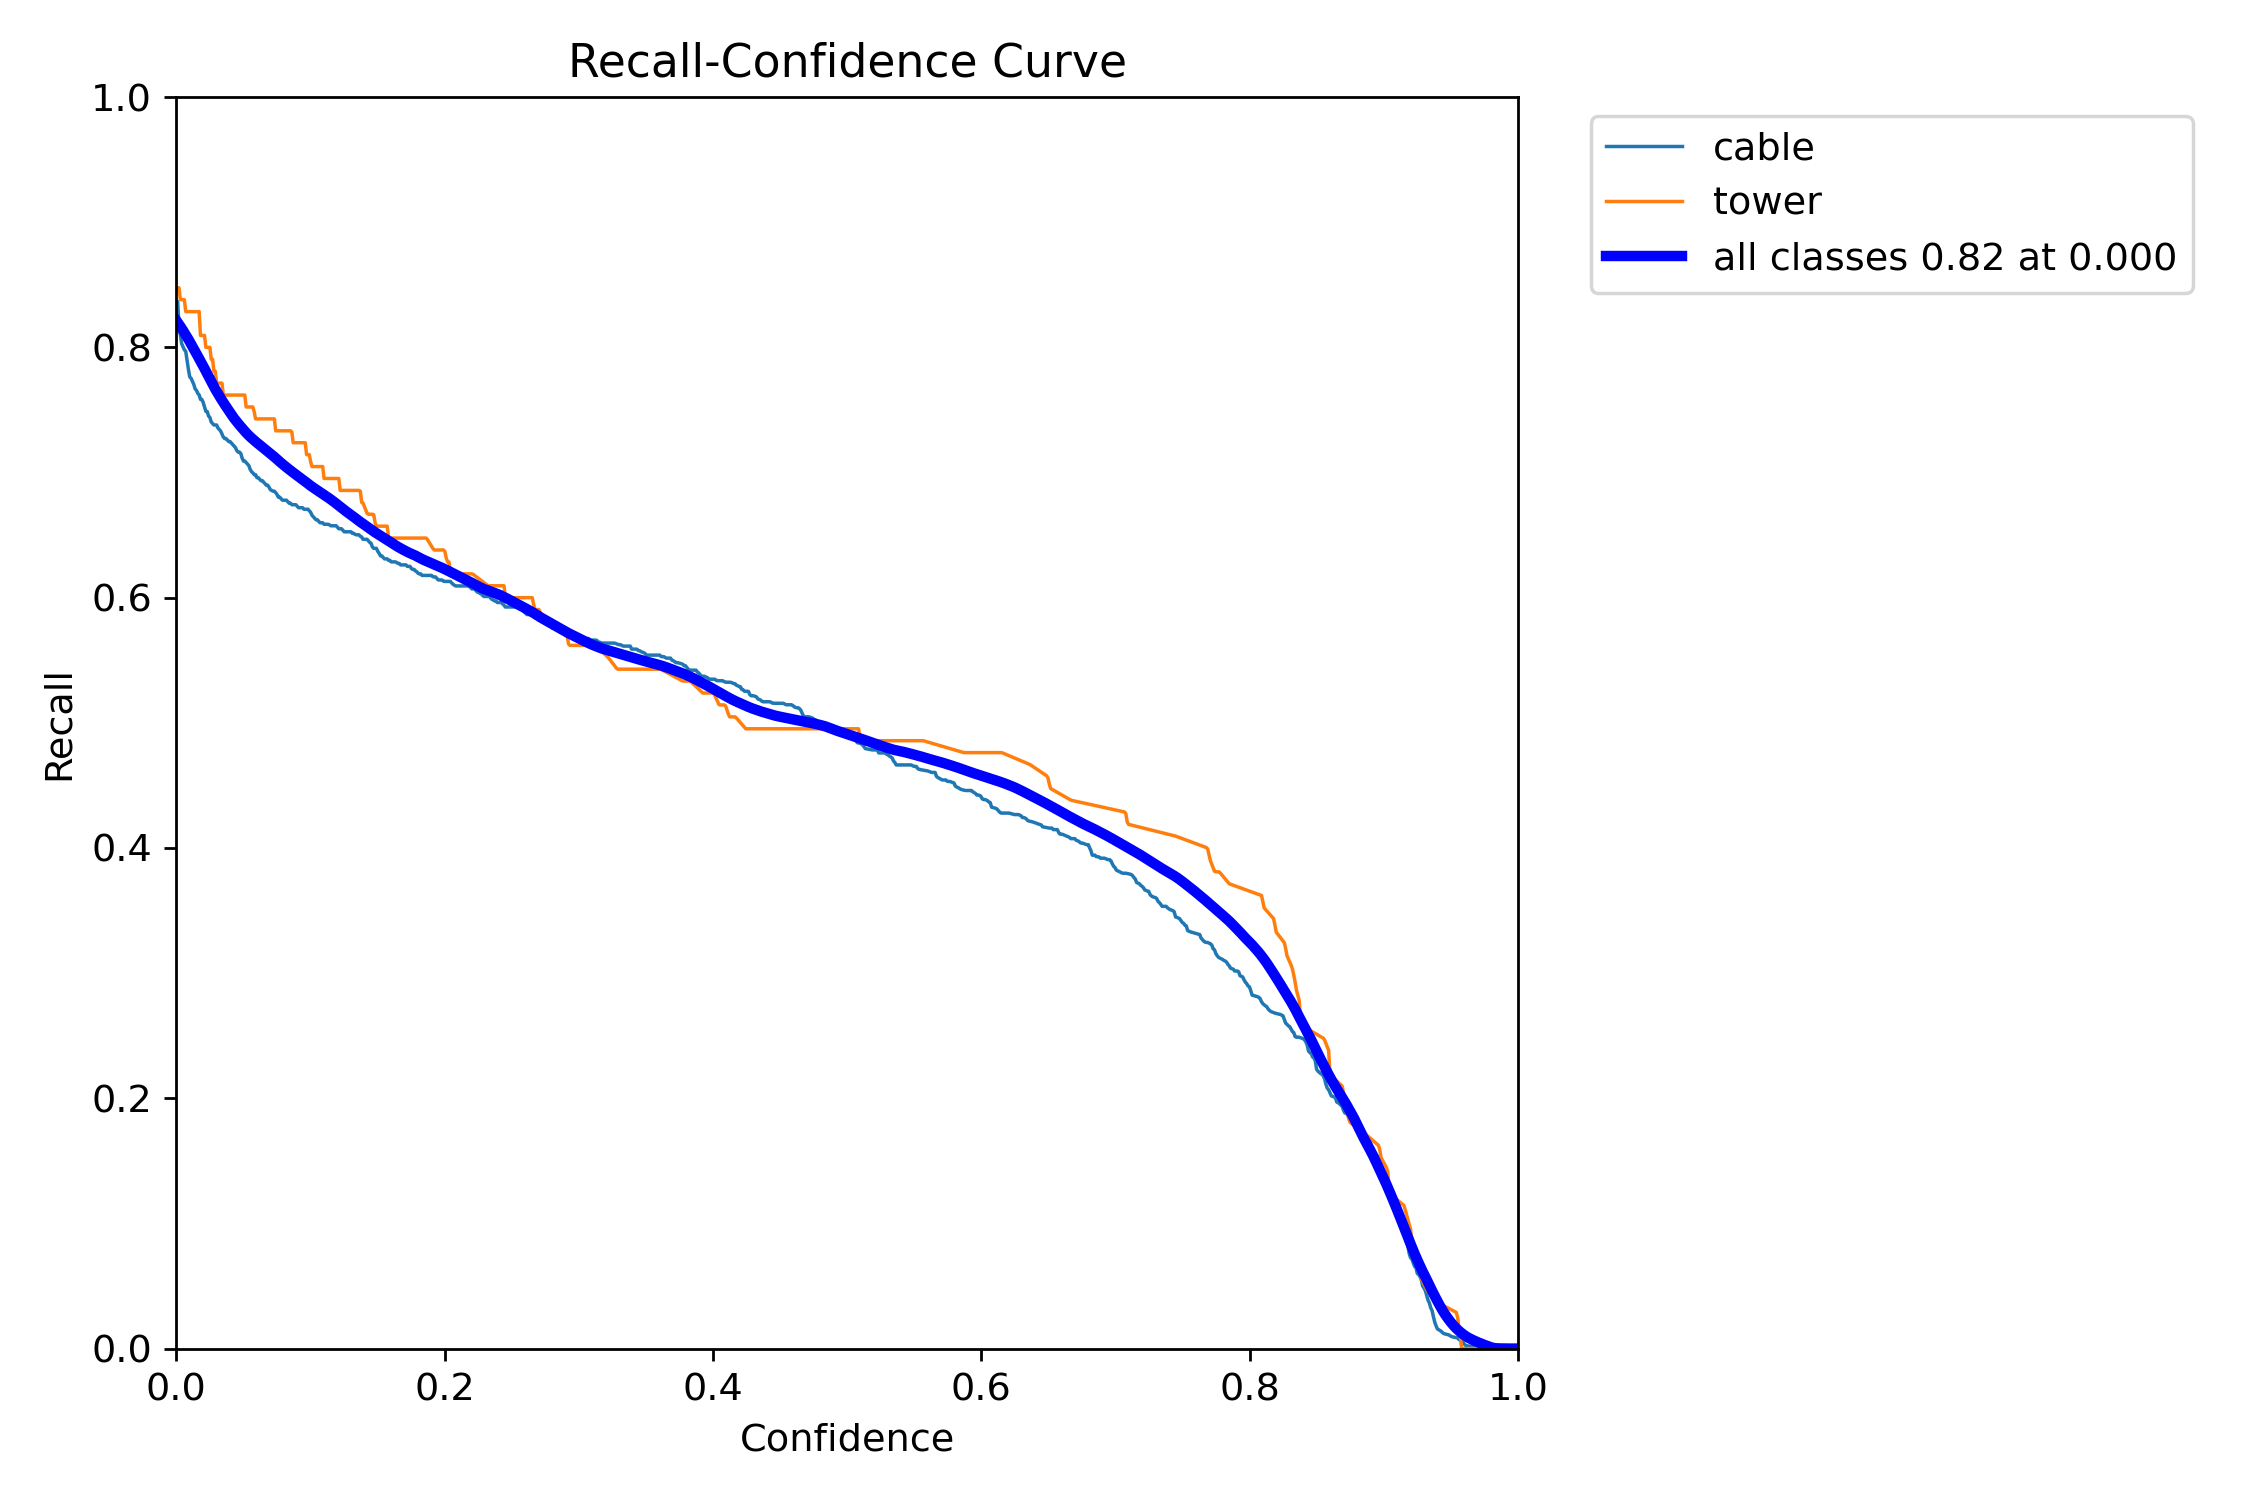 Recall-Confidence Curve
1.0
0.8
0.6
0.4
0.2
0.0
Recall
0.0 0.2 0.4 0.6 0.8 1.0
Confidence
cable
tower
all classes 0.82 at 0.000